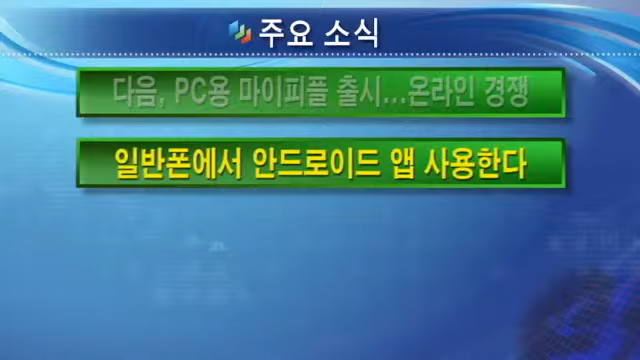 주요 소식
다음, PC용 마이피플 출시...온라인 경쟁
일반폰에서 안드로이드 앱 사용한다